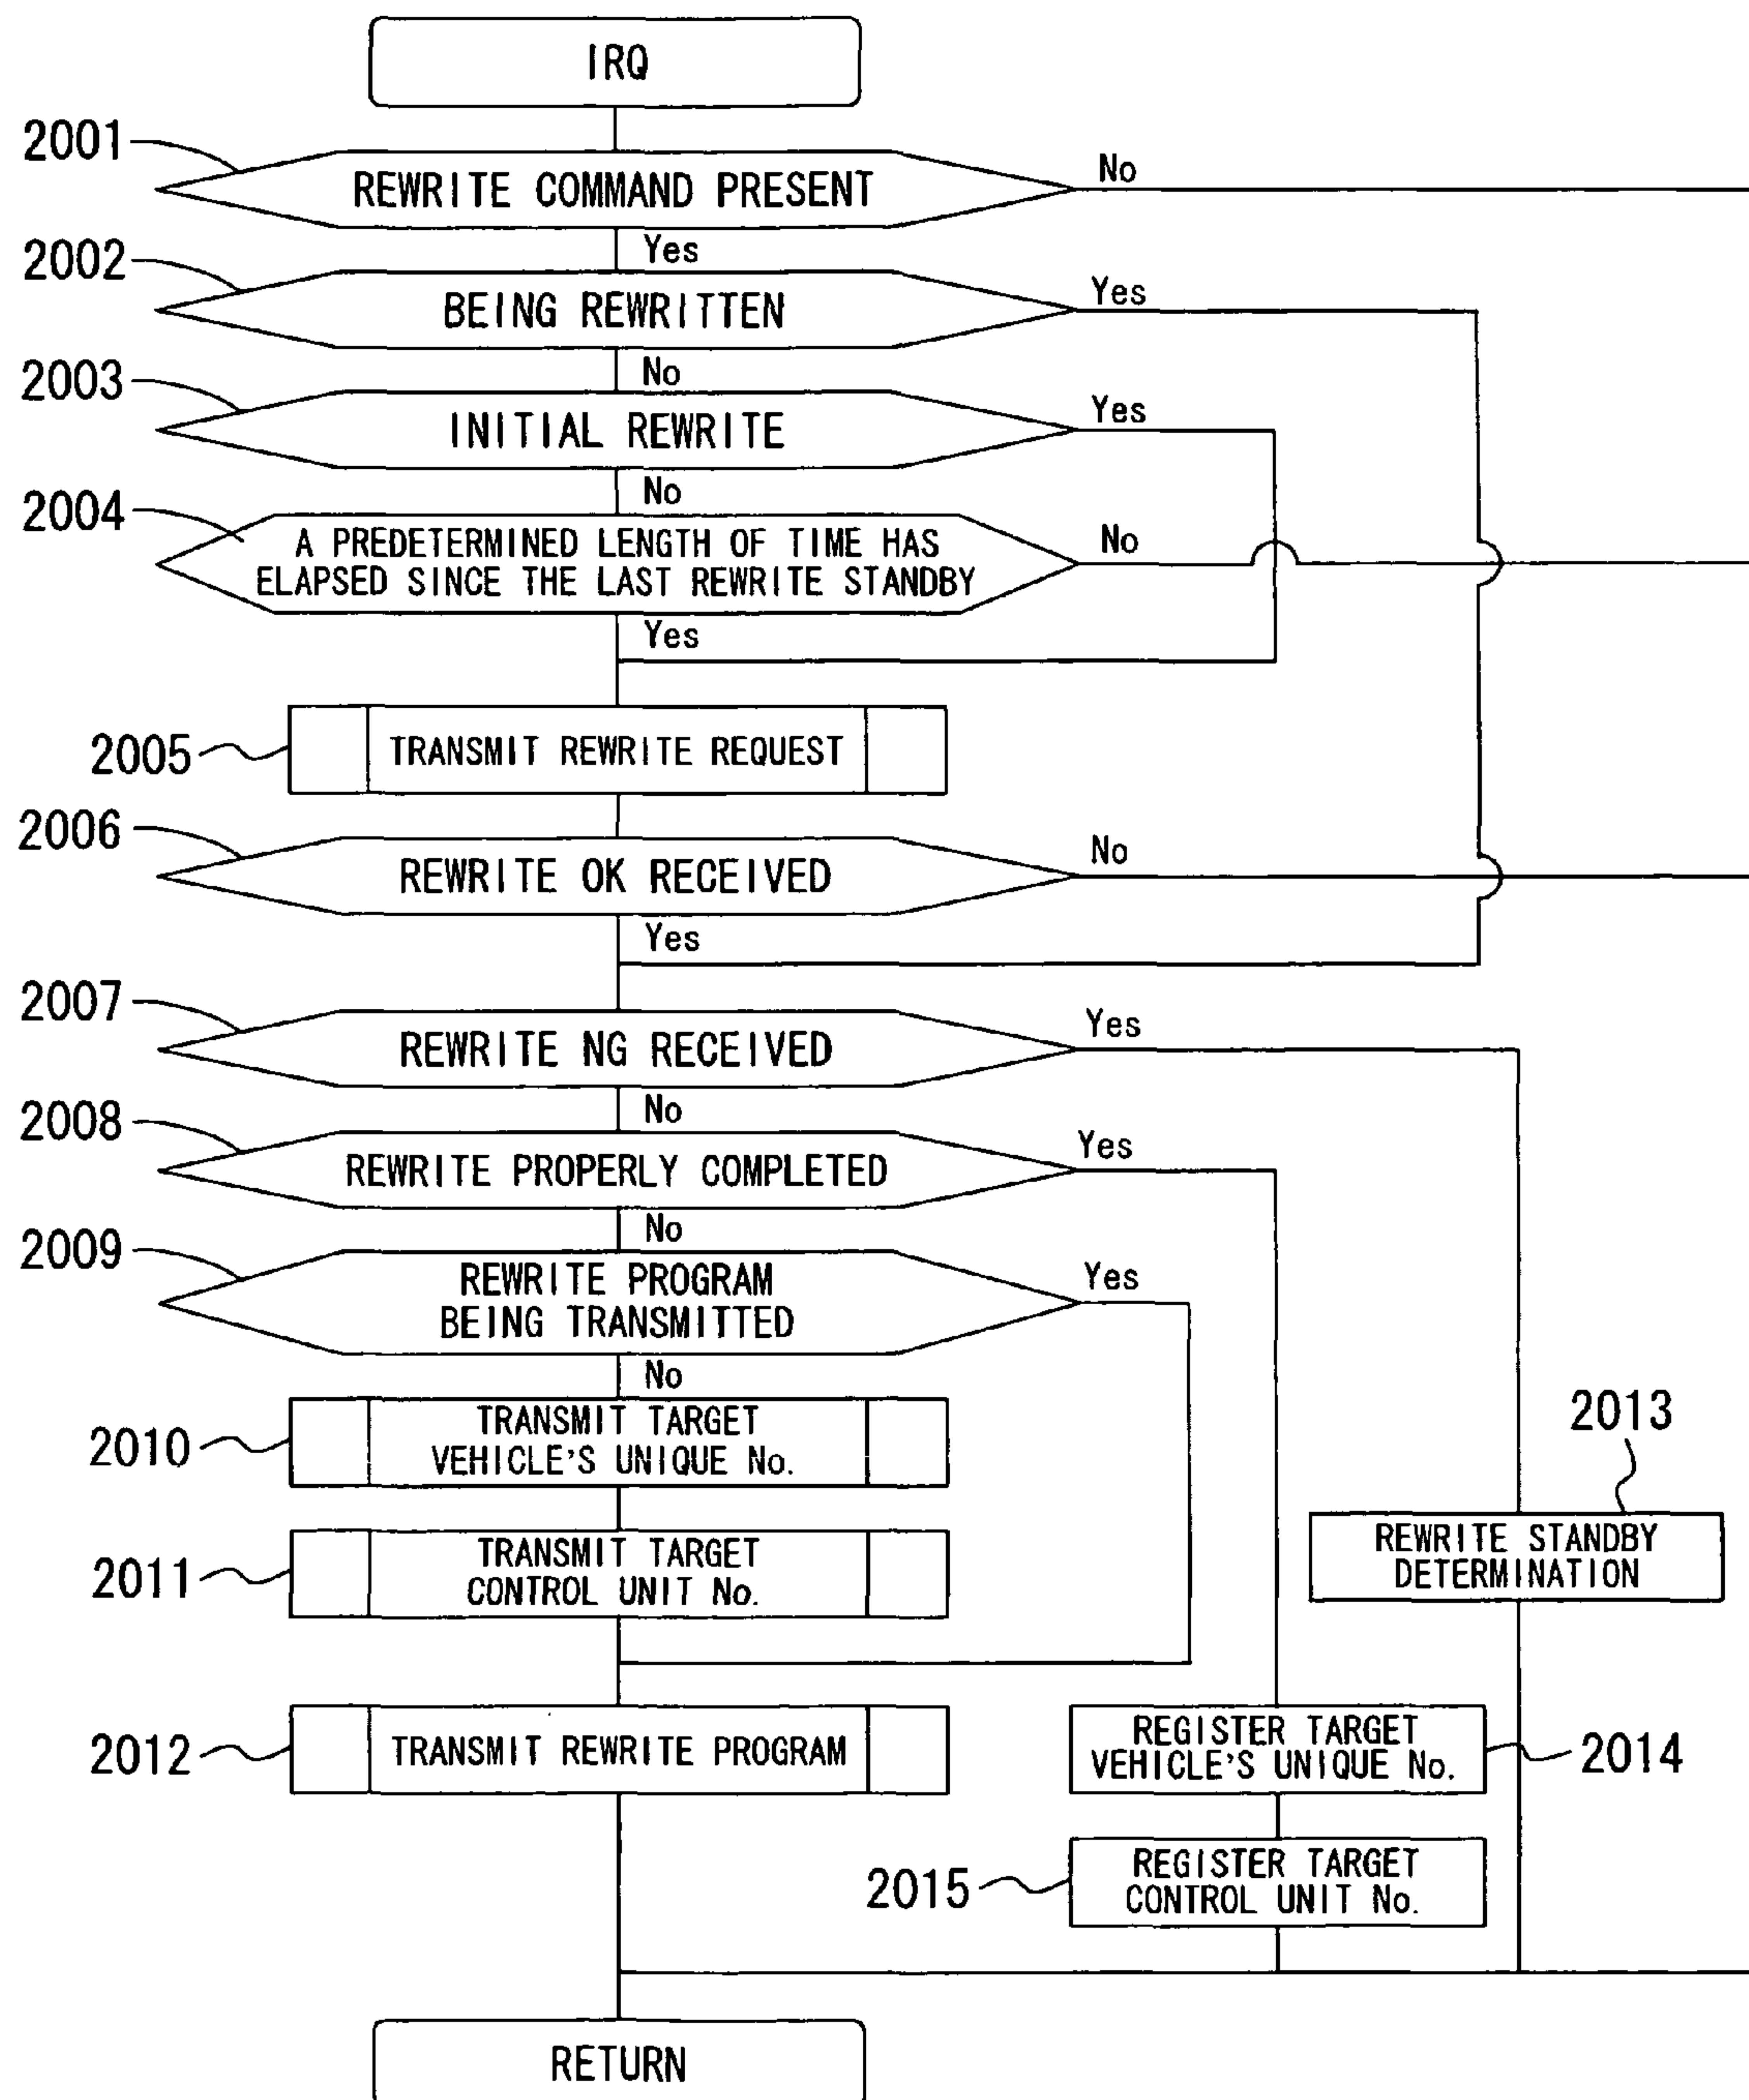 IRQ
2001
REWRITE COMMAND PRESENT
No
Yes
2002
BEING REWRITTEN
Yes
No
2003
INITIAL REWRITE
Yes
No
2004
A PREDETERMINED LENGTH OF TIME HAS
ELAPSED SINCE THE LAST REWRITE STANDBY
No
Yes
2005
TRANSMIT REWRITE REQUEST
2006
REWRITE OK RECEIVED
No
Yes
2007
REWRITE NG RECEIVED
Yes
No
2008
REWRITE PROPERLY COMPLETED
Yes
No
2009
REWRITE PROGRAM
BEING TRANSMITTED
Yes
No
2010
TRANSMIT TARGET
VEHICLE'S UNIQUE No.
2013
REWRITE STANDBY
DETERMINATION
2011
TRANSMIT TARGET
CONTROL UNIT No.
2012
TRANSMIT REWRITE PROGRAM
REGISTER TARGET
VEHICLE'S UNIQUE No.
2014
2015
REGISTER TARGET
CONTROL UNIT No.
RETURN